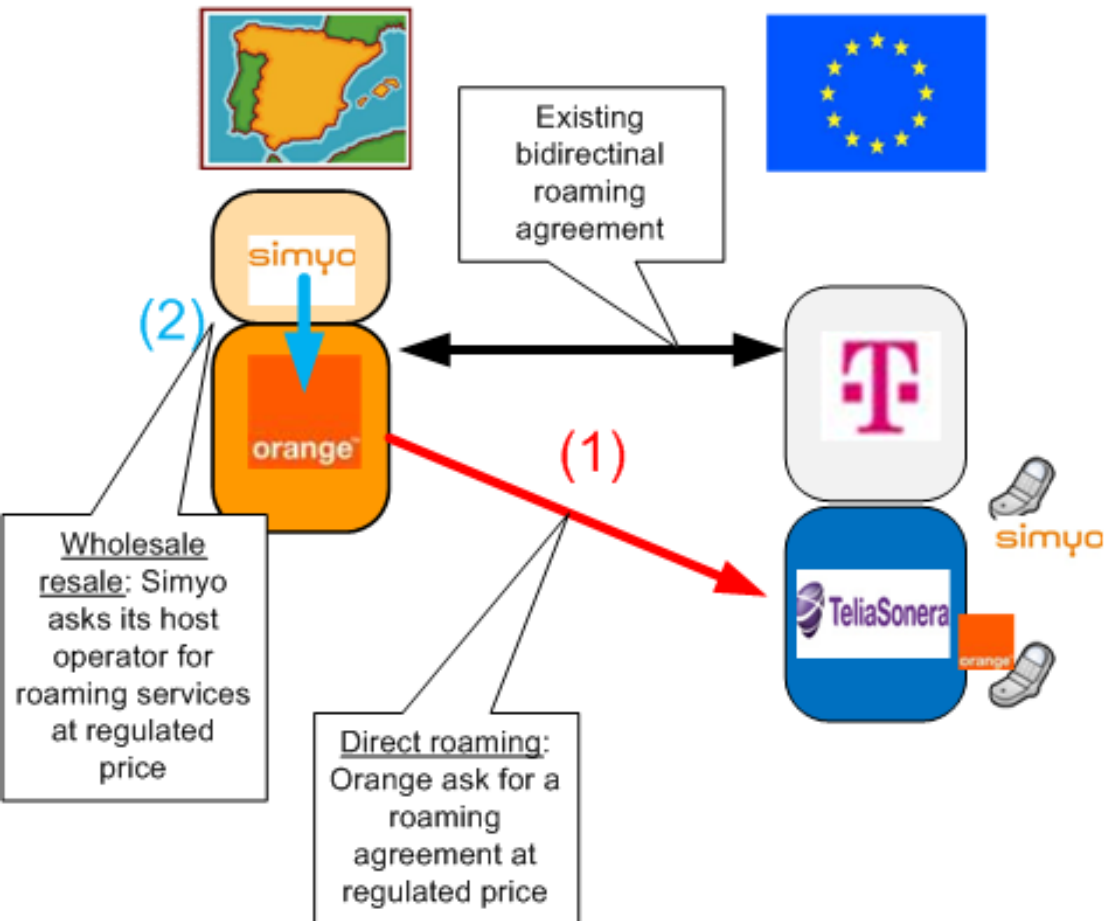 Existing
bidirectinal
roaming
agreement
simyo
(2)
orange™
T
(1)
simyo
TeliaSonera
orange
Wholesale
resale: Simyo
asks its host
operator for
roaming services
at regulated
price
Direct roaming:
Orange ask for a
roaming
agreement at
regulated price